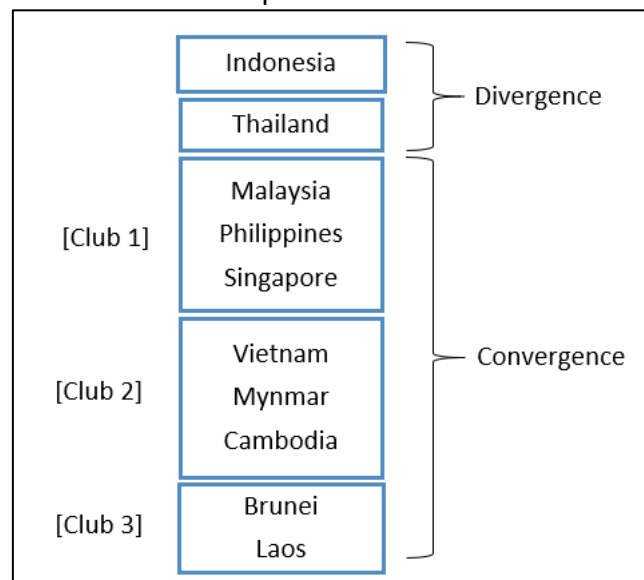 Indonesia
Divergence
Thailand
Malaysia
[Club 1]
Philippines
Singapore
Vietnam
Convergence
[Club 2]
Mynmar
Cambodia
Brunei
[Club 3]
Laos